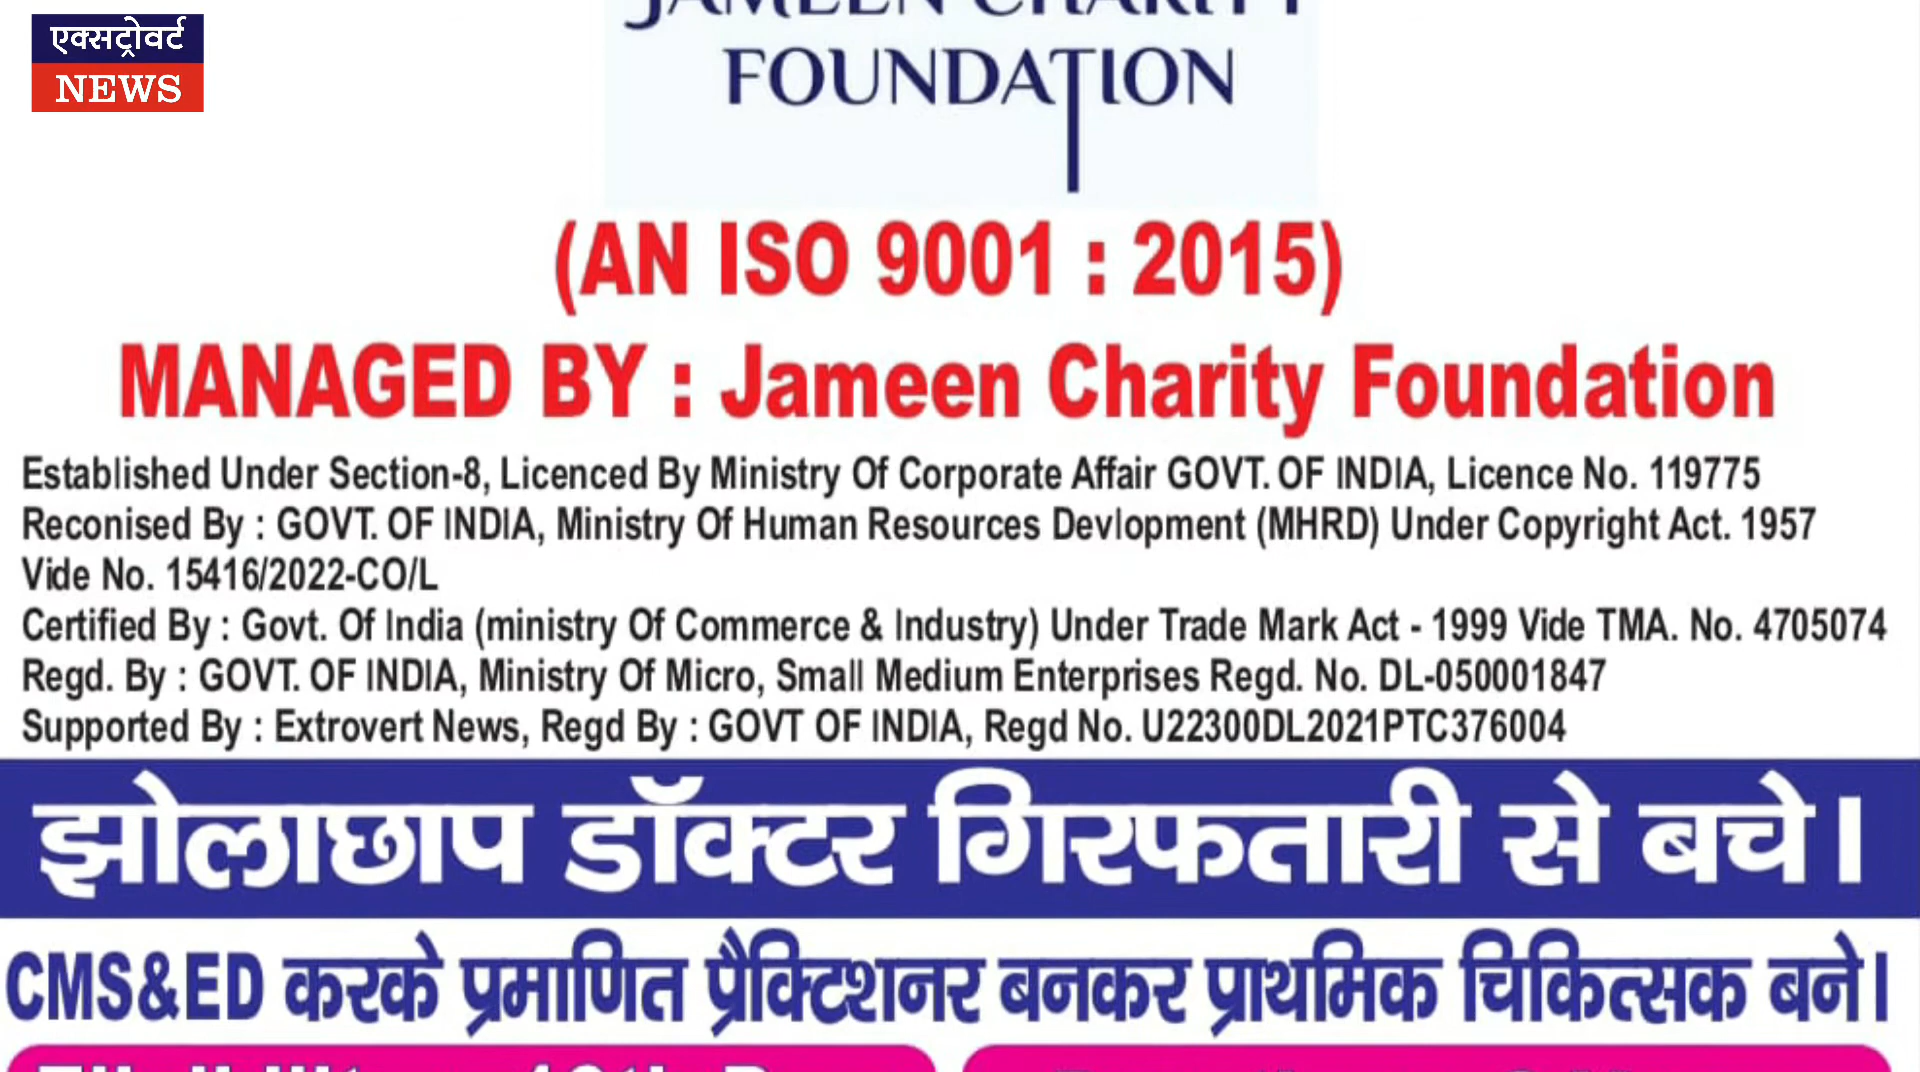 एक्सट्रोवर्ट
NEWS
JAMEEN CHARITY
FOUNDATION
(AN ISO 9001 : 2015)
MANAGED BY : Jameen Charity Foundation
Established Under Section-8, Licenced By Ministry Of Corporate Affair GOVT. OF INDIA, Licence No. 119775
Reconised By : GOVT. OF INDIA, Ministry Of Human Resources Devlopment (MHRD) Under Copyright Act. 1957
Vide No. 15416/2022-CO/L
Certified By : Govt. Of India (ministry Of Commerce & Industry) Under Trade Mark Act - 1999 Vide TMA. No. 4705074
Regd. By : GOVT. OF INDIA, Ministry Of Micro, Small Medium Enterprises Regd. No. DL-050001847
Supported By : Extrovert News, Regd By : GOVT OF INDIA, Regd No. U22300DL2021PTC376004
झोलाछाप डॉक्टर गिरफतारी से बचे।
CMS&ED करके प्रमाणित प्रैक्टिशनर बनकर प्राथमिक चिकित्सक बने।